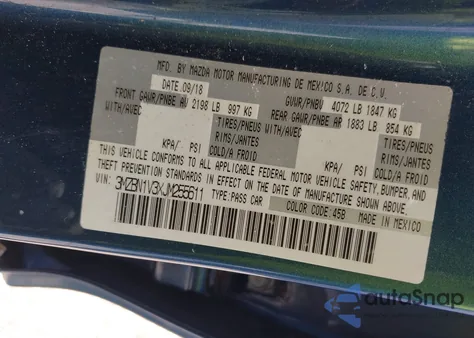 MFD. BY MAZDA MOTOR MANUFACTURING DE MEXICO S.A. DE C.V.
DATE: 09/18 GVWR/PNBV 4072 LB 1847 KG
FRONT GAWR/PNBE AV 2198 LB 997 KG REAR GAWR/PNBE AR 1883 LB 854 KG
WITH/AVEC TIRES/PNEUS WITH/AVEC TIRES/PNEUS
RIMS/JANTES RIMS/JANTES
KPA/ PSI COLD/A FROID KPA/ PSI COLD/A FROID
THIS VEHICLE CONFORMS TO ALL APPLICABLE FEDERAL MOTOR VEHICLE SAFETY, BUMPER, AND
THEFT PREVENTION STANDARDS IN EFFECT ON THE DATE OF MANUFACTURE SHOWN ABOVE.
VIN: 3MZBN1V3XJM255611 TYPE:PASS CAR COLOR CODE:45B MADE IN MEXICO
autoSnap